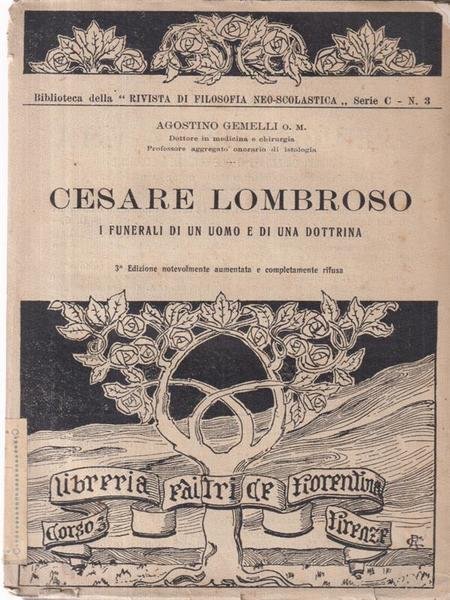 Biblioteca della “ RIVISTA DI FILOSOFIA NEO-SCOLASTICA „ Serie C - N. 3
AGOSTINO GEMELLI O. M.
Dottore in medicina e chirurgia
Professore aggregato onorario di istologia
CESARE LOMBROSO
I FUNERALI DI UN UOMO E DI UNA DOTTRINA
3ª Edizione notevolmente aumentata e completamente rifusa
Libreria Editrice Fiorentina
Corso 3 Firenze